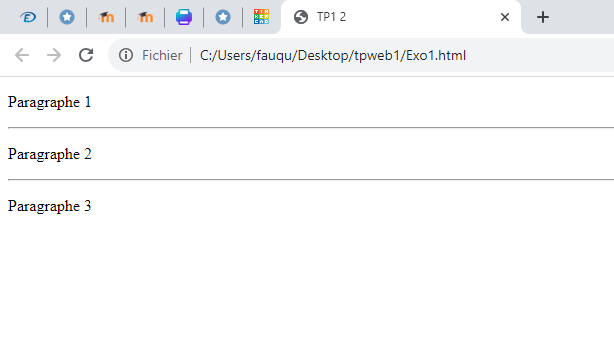 TP1 2
Fichier C:/Users/fauqu/Desktop/tpweb1/Exo1.html
Paragraphe 1
Paragraphe 2
Paragraphe 3